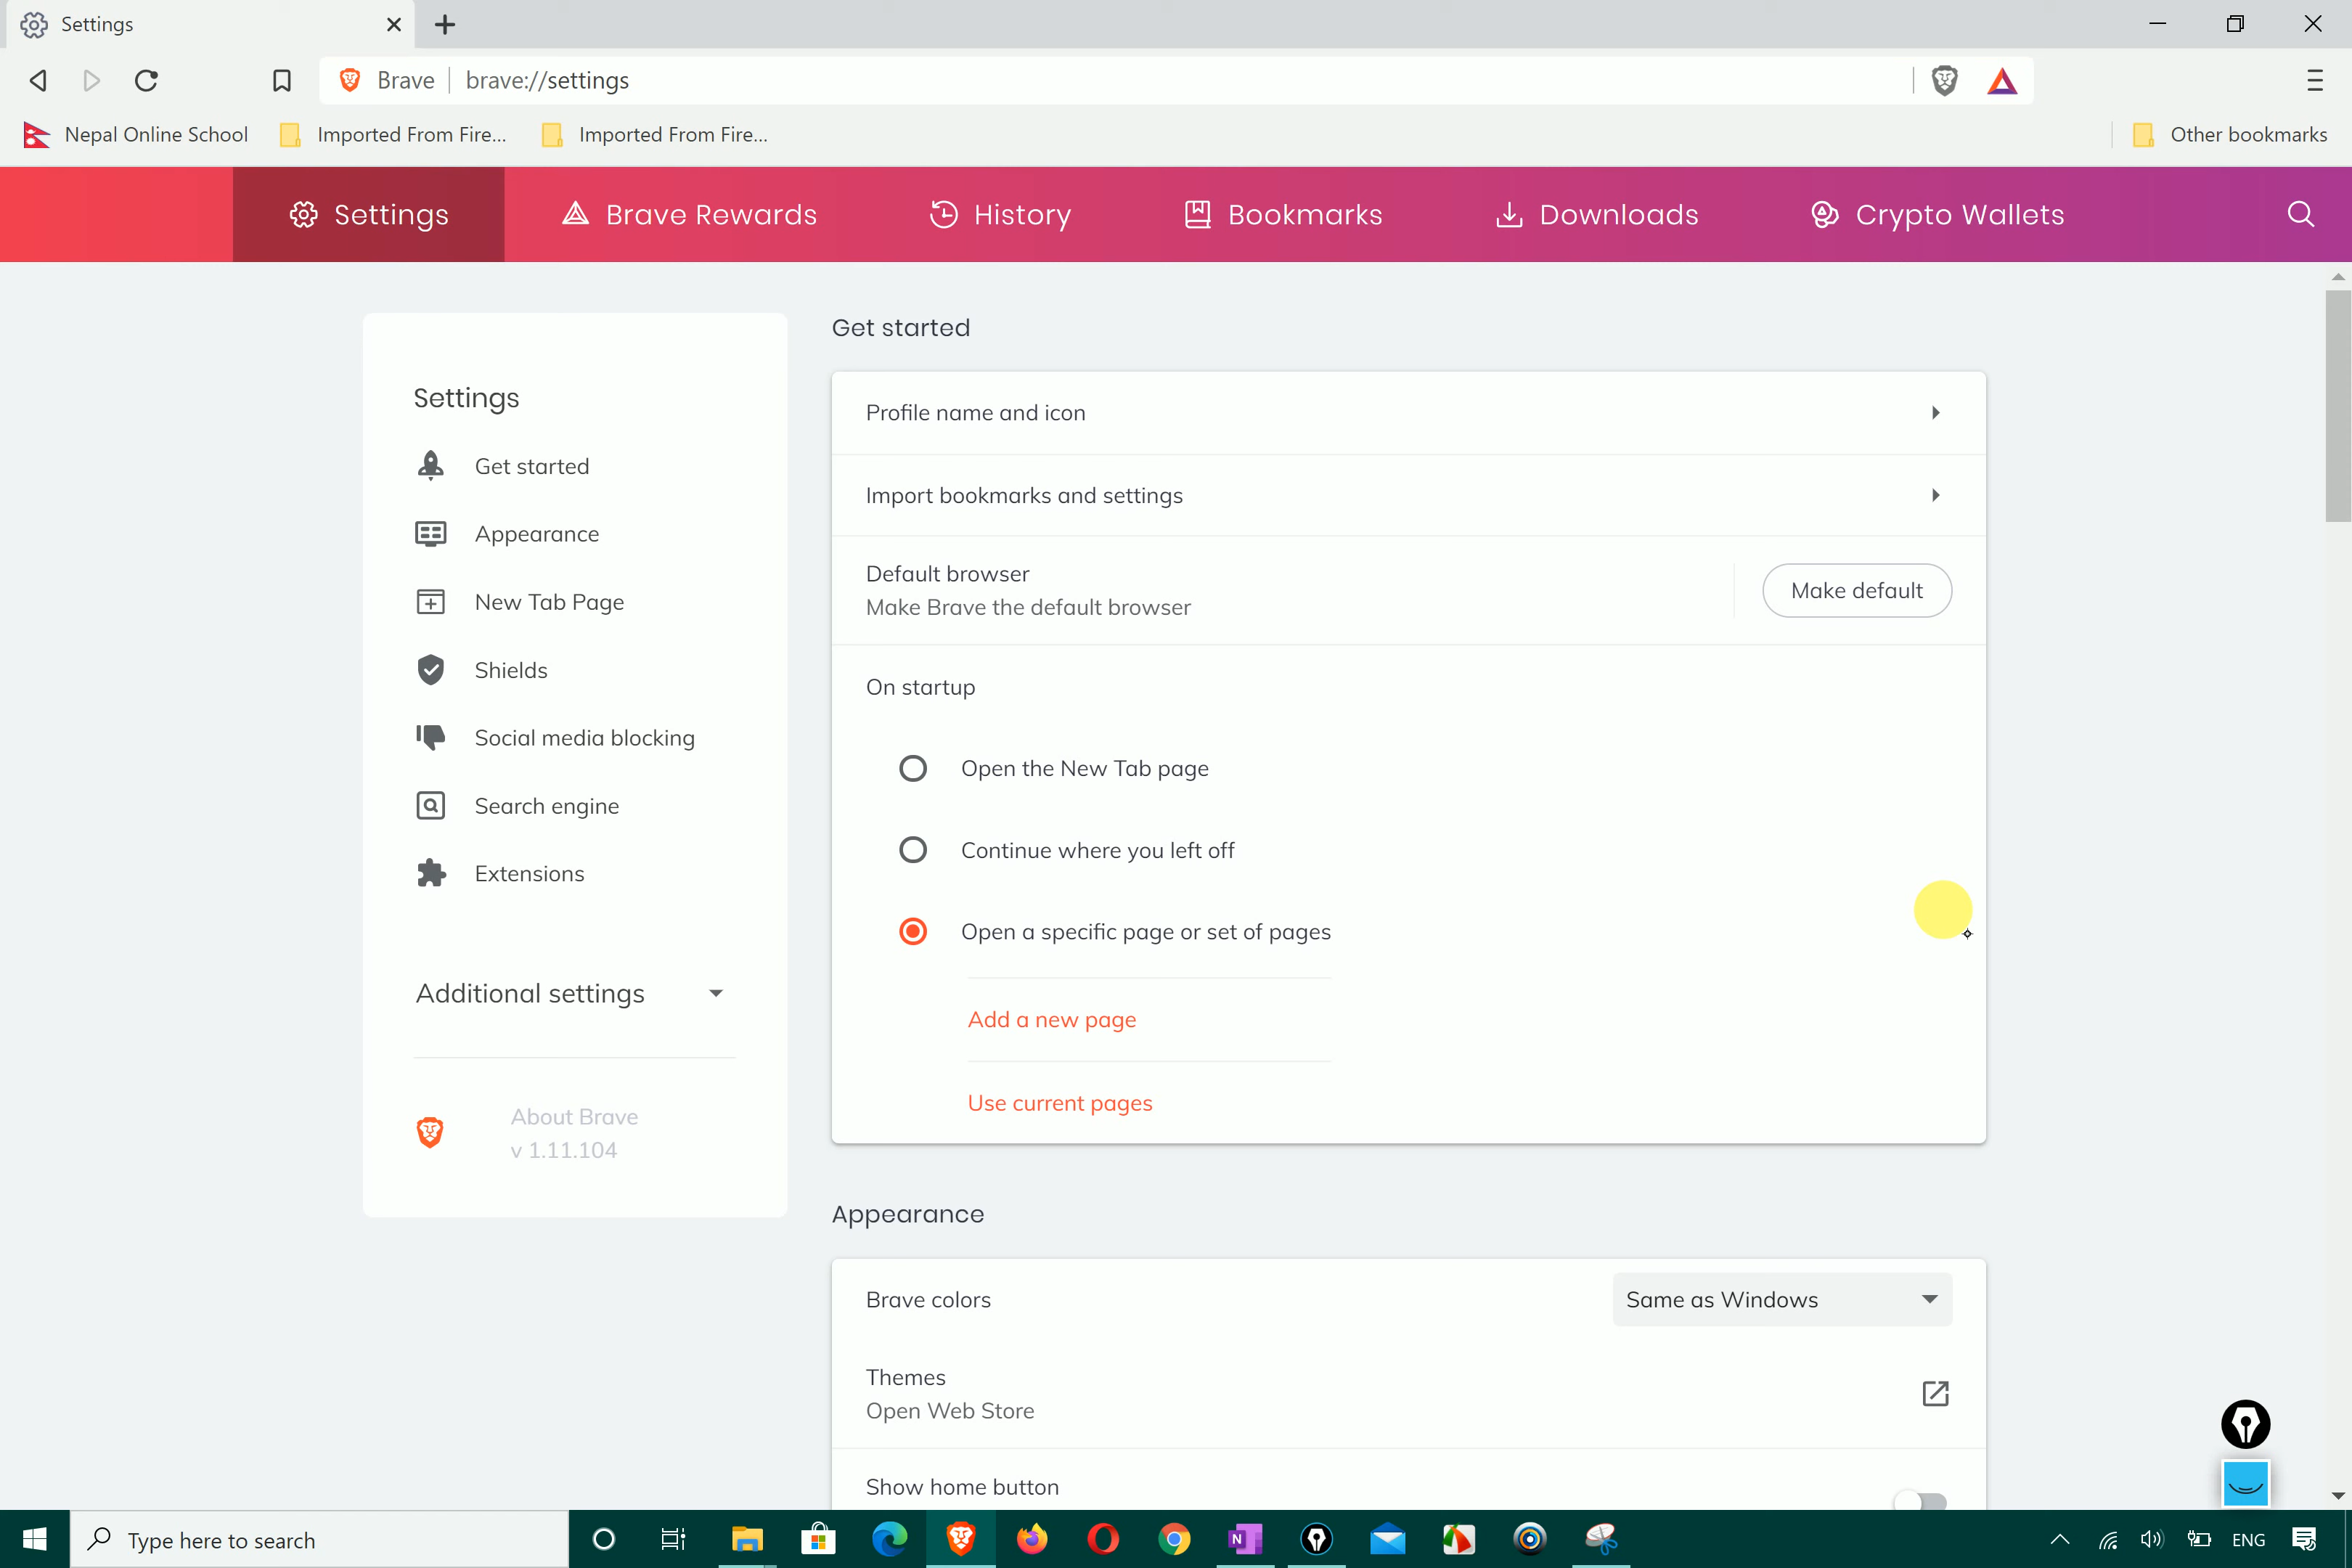 Settings
Brave
brave://settings
Nepal Online School
Imported From Fire...
Imported From Fire...
Other bookmarks
Settings
Brave Rewards
History
Bookmarks
Downloads
Crypto Wallets
Settings
Get started
Appearance
New Tab Page
Shields
Social media blocking
Search engine
Extensions
Additional settings
About Brave
v 1.11.104
Get started
Profile name and icon
Import bookmarks and settings
Default browser
Make Brave the default browser
Make default
On startup
Open the New Tab page
Continue where you left off
Open a specific page or set of pages
Add a new page
Use current pages
Appearance
Brave colors
Same as Windows
Themes
Open Web Store
Show home button
Type here to search
N
ENG